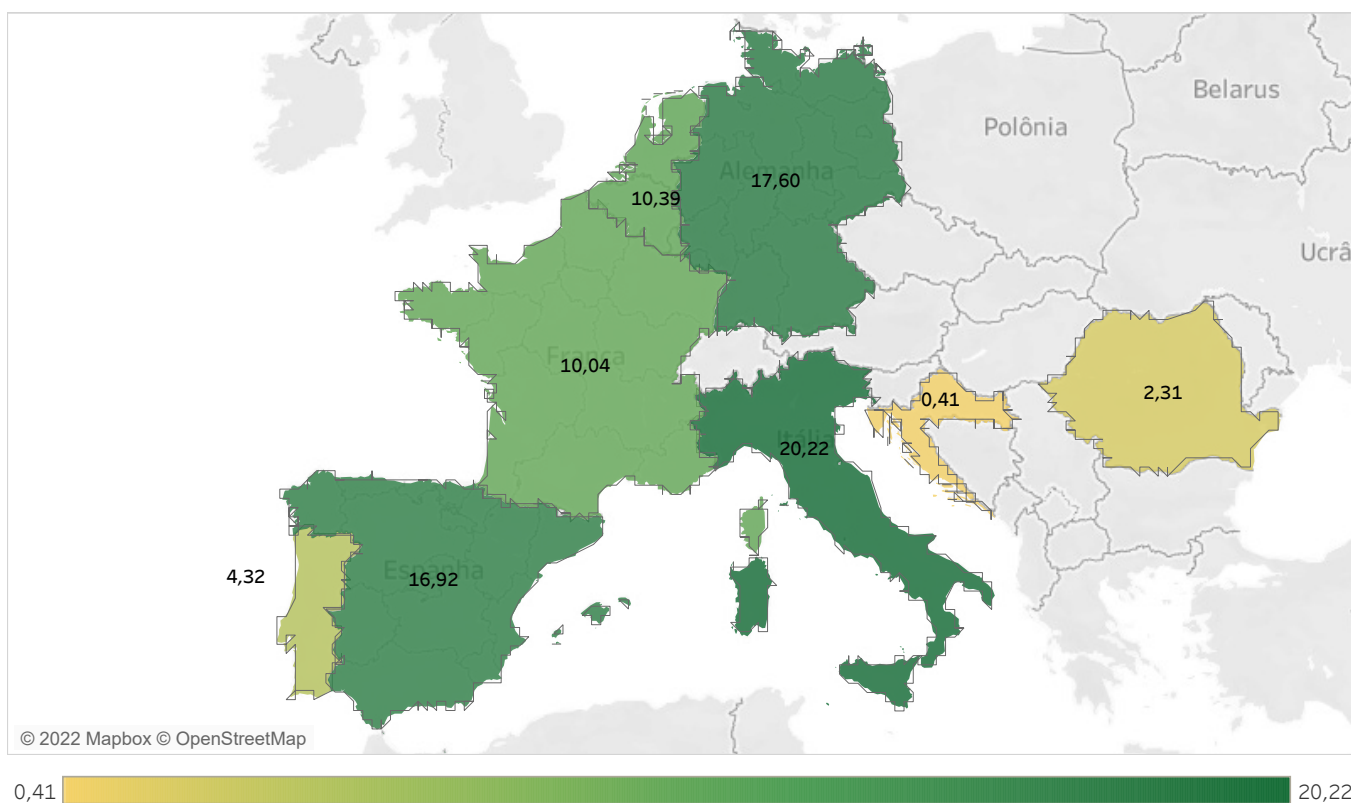 Belarus
Polônia
Alemanha
17,60
10,39
Ucrâ
França
10,04
2,31
0,41
Itália
20,22
Espanha
16,92
4,32
© 2022 Mapbox © OpenStreetMap
0,41
20,22